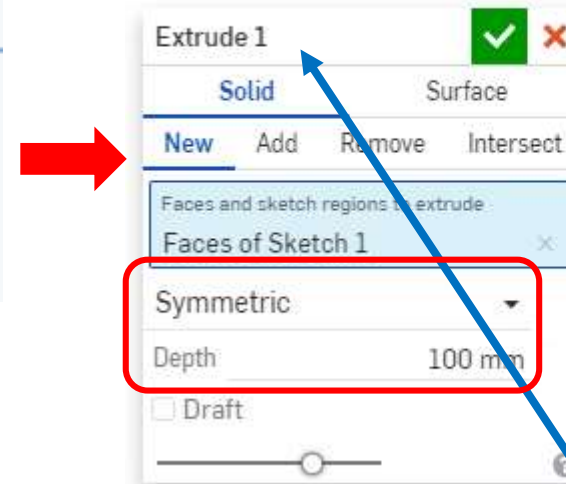 Extrude 1
Solid Surface
New Add Remove Intersect
Faces and sketch regions to extrude
Faces of Sketch 1
Symmetric
Depth 100 mm
Draft